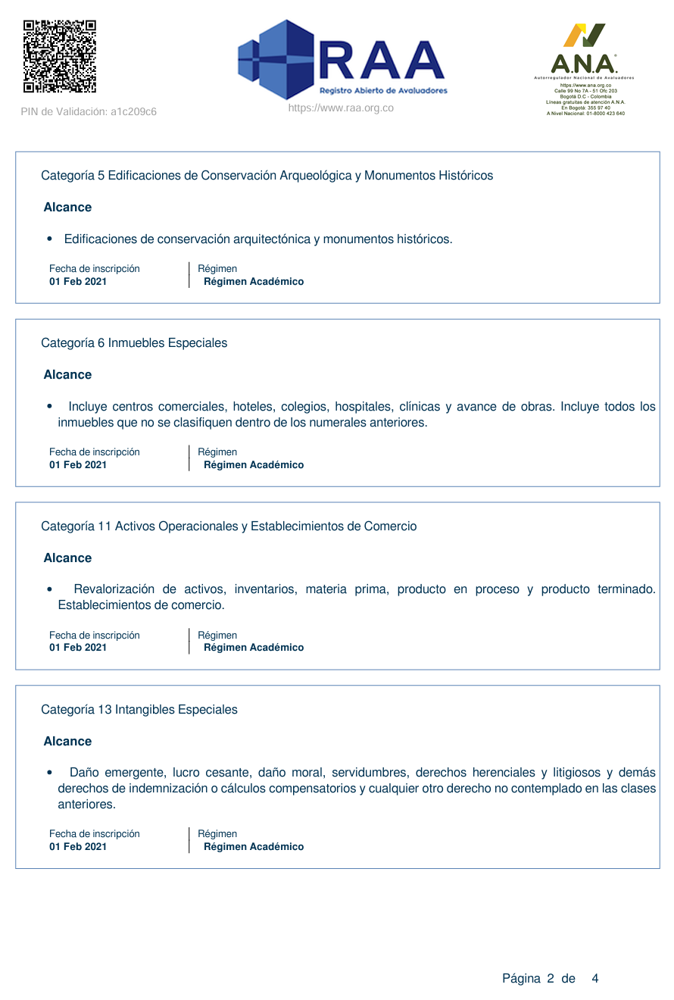 PIN de Validación: a1c209c6
RAA
Registro Abierto de Avaluadores
https://www.raa.org.co
A.N.A.
Autorregulador Nacional de Avaluadores
https://www.ana.org.co
Calle 99 No 7A - 51 Ofc 203
Bogotá D.C - Colombia
Líneas gratuitas de atención A.N.A.
En Bogotá: 355 97 40
A Nivel Nacional: 01-8000 423 640
Categoría 5 Edificaciones de Conservación Arqueológica y Monumentos Históricos
Alcance
• Edificaciones de conservación arquitectónica y monumentos históricos.
Fecha de inscripción Régimen
01 Feb 2021 Régimen Académico
Categoría 6 Inmuebles Especiales
Alcance
• Incluye centros comerciales, hoteles, colegios, hospitales, clínicas y avance de obras. Incluye todos los
inmuebles que no se clasifiquen dentro de los numerales anteriores.
Fecha de inscripción Régimen
01 Feb 2021 Régimen Académico
Categoría 11 Activos Operacionales y Establecimientos de Comercio
Alcance
• Revalorización de activos, inventarios, materia prima, producto en proceso y producto terminado.
Establecimientos de comercio.
Fecha de inscripción Régimen
01 Feb 2021 Régimen Académico
Categoría 13 Intangibles Especiales
Alcance
• Daño emergente, lucro cesante, daño moral, servidumbres, derechos herenciales y litigiosos y demás
derechos de indemnización o cálculos compensatorios y cualquier otro derecho no contemplado en las clases
anteriores.
Fecha de inscripción Régimen
01 Feb 2021 Régimen Académico
Página 2 de 4